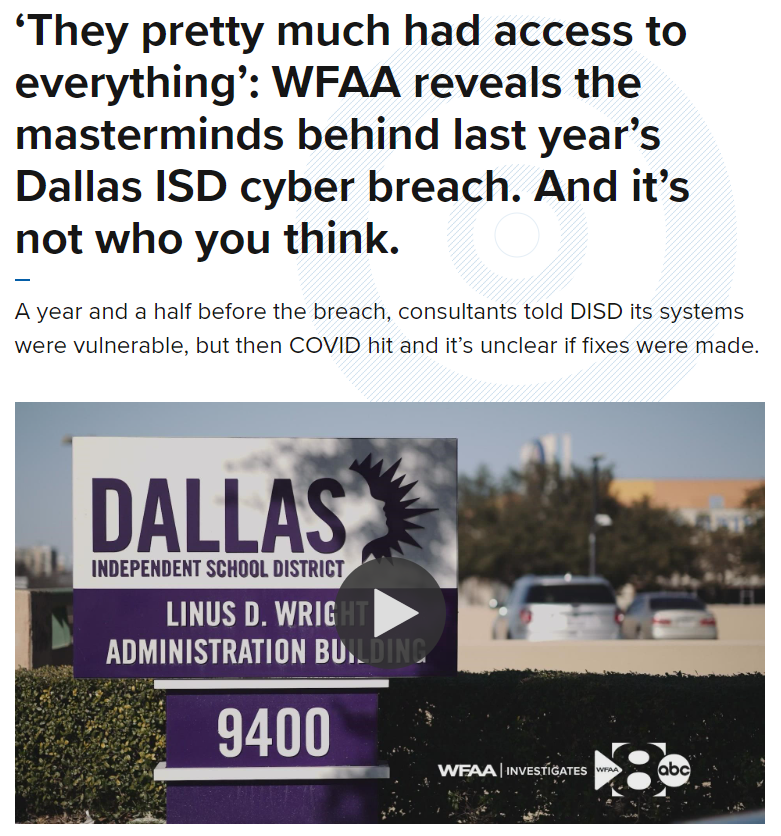 ‘They pretty much had access to
everything’: WFAA reveals the
masterminds behind last year’s
Dallas ISD cyber breach. And it’s
not who you think.
A year and a half before the breach, consultants told DISD its systems
were vulnerable, but then COVID hit and it’s unclear if fixes were made.
DALLAS
INDEPENDENT SCHOOL DISTRICT
LINUS D. WRIGHT
ADMINISTRATION BUILDING
9400
WFAA | INVESTIGATES WFAA 8 abc